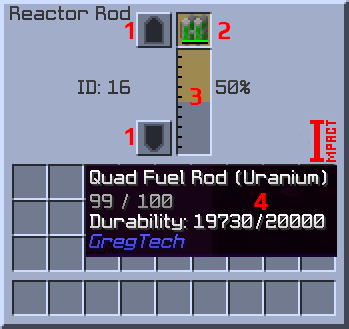 Reactor Rod
1
2
ID: 16
3
50%
1
IMPACT
Quad Fuel Rod (Uranium)
99 / 100
4
Durability: 19730/20000
GregTech